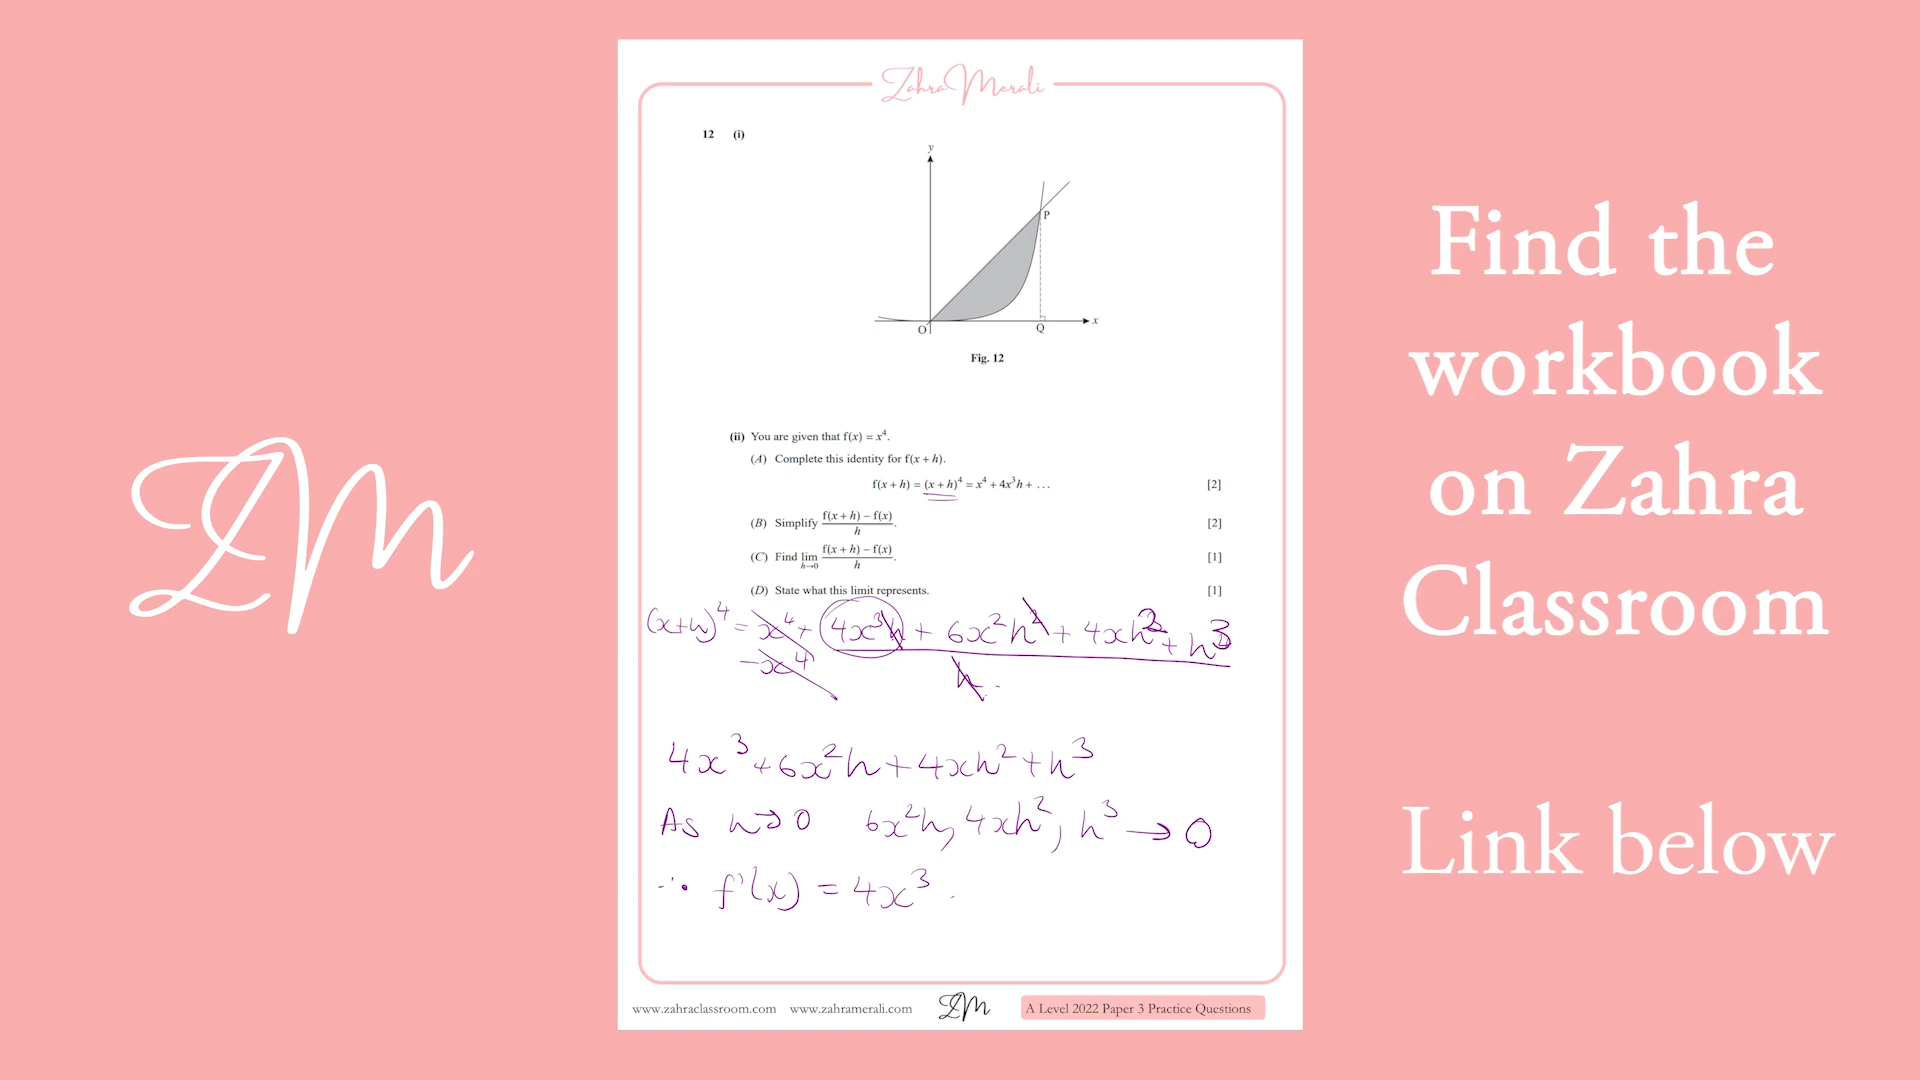 Zahra Merali
12 (i)
y
P
O
Q
x
Fig. 12
(ii) You are given that f(x) = x⁴.
(A) Complete this identity for f(x + h).
f(x + h) = (x + h)⁴ = x⁴ + 4x³h + ... [2]
(B) Simplify (f(x + h) − f(x))/h. [2]
(C) Find lim h→0 (f(x + h) − f(x))/h. [1]
(D) State what this limit represents. [1]
(x+h)⁴ = x⁴ + 4x³h + 6x²h² + 4xh³ + h³
−x⁴
h
4x³ + 6x²h + 4xh² + h³
As h → 0 6x²h, 4xh², h³ → 0
∴ f'(x) = 4x³.
www.zahraclassroom.com www.zahramerali.com ZM A Level 2022 Paper 3 Practice Questions
ZM
Find the
workbook
on Zahra
Classroom
Link below